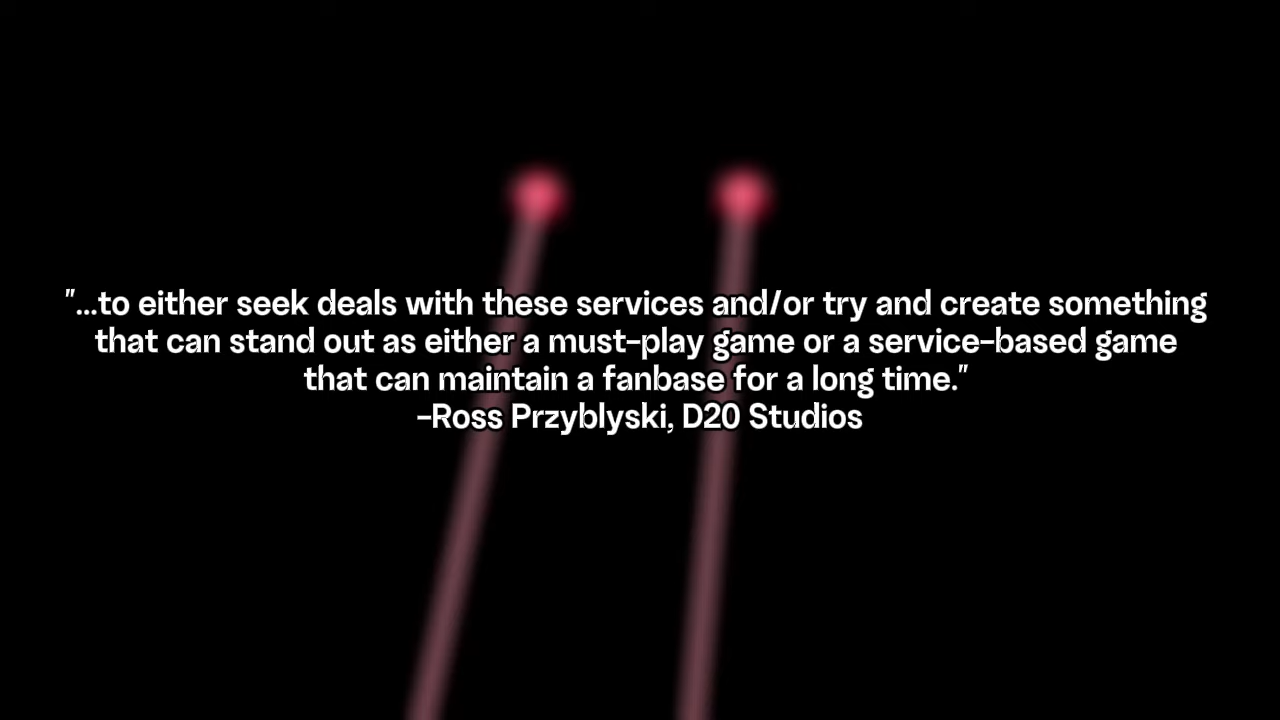 "...to either seek deals with these services and/or try and create something
that can stand out as either a must-play game or a service-based game
that can maintain a fanbase for a long time."
-Ross Przyblyski, D20 Studios